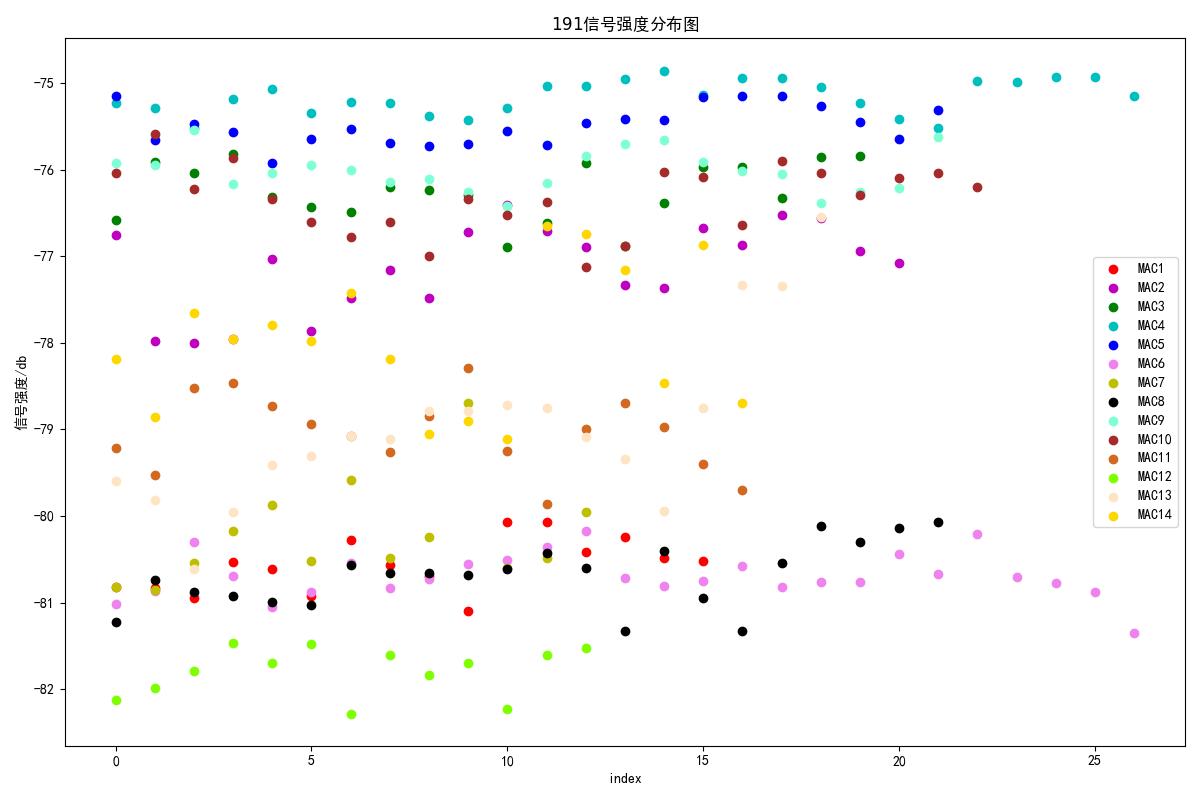 191信号强度分布图
信号强度/db
−75
−76
−77
−78
−79
−80
−81
−82
0
5
10
15
20
25
index
MAC1
MAC2
MAC3
MAC4
MAC5
MAC6
MAC7
MAC8
MAC9
MAC10
MAC11
MAC12
MAC13
MAC14